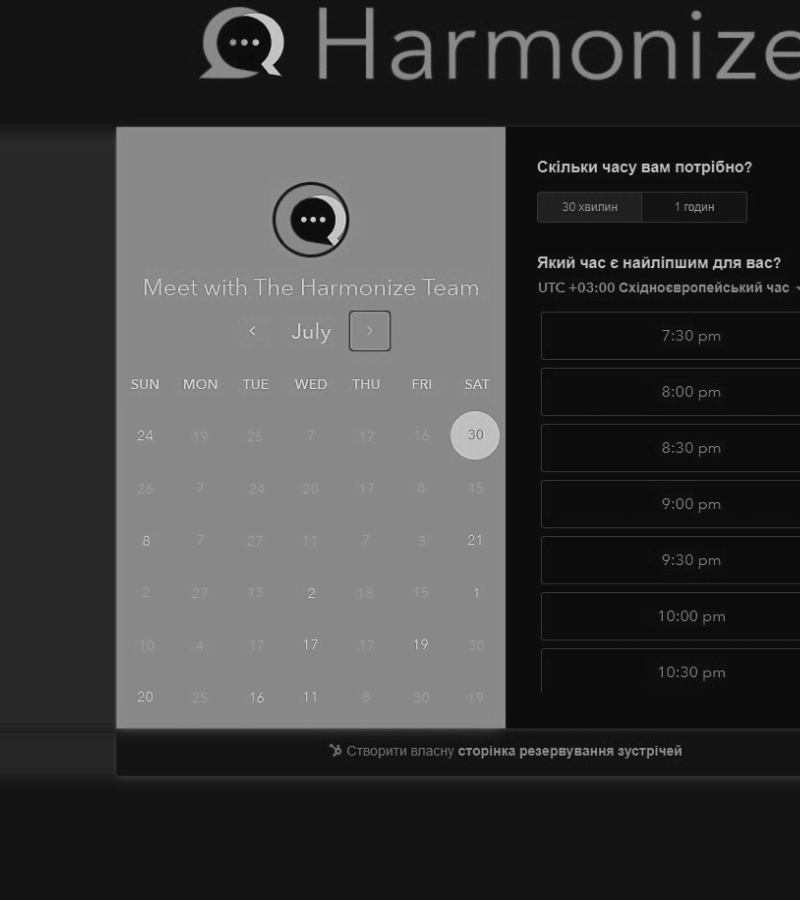 Harmonize
Meet with The Harmonize Team
July
SUN MON TUE WED THU FRI SAT
24 19 25 7 17 16 30
26 7 24 20 17 8 15
8 7 27 11 7 3 21
2 27 13 2 18 15 1
10 4 17 17 17 19 30
20 25 16 11 8 30 19
Скільки часу вам потрібно?
30 хвилин 1 годин
Який час є найліпшим для вас?
UTC +03:00 Східноєвропейський час
7:30 pm
8:00 pm
8:30 pm
9:00 pm
9:30 pm
10:00 pm
10:30 pm
Створити власну сторінка резервування зустрічей